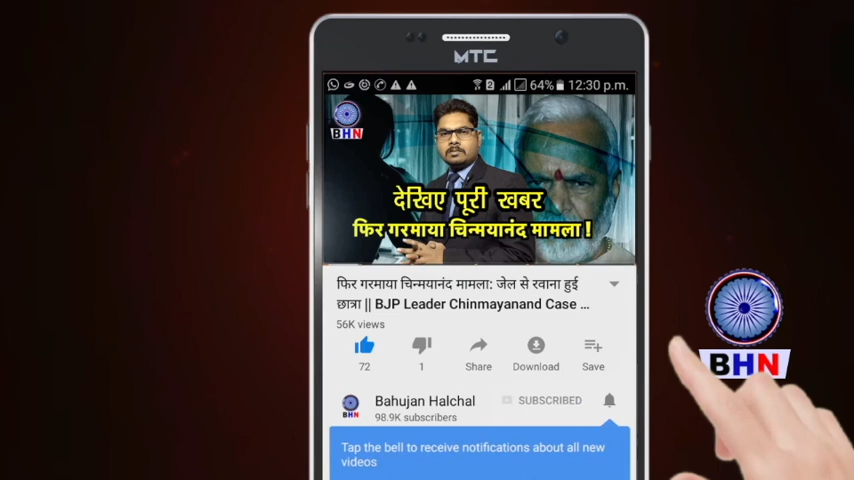 MTC
64% 12:30 p.m.
BHN
देखिए पूरी खबर
फिर गरमाया चिन्मयानंद मामला !
फिर गरमाया चिन्मयानंद मामला: जेल से रवाना हुई
छात्रा || BJP Leader Chinmayanand Case ...
56K views
72
1
Share
Download
Save
BHN
Bahujan Halchal
SUBSCRIBED
98.9K subscribers
BHN
Tap the bell to receive notifications about all new
videos